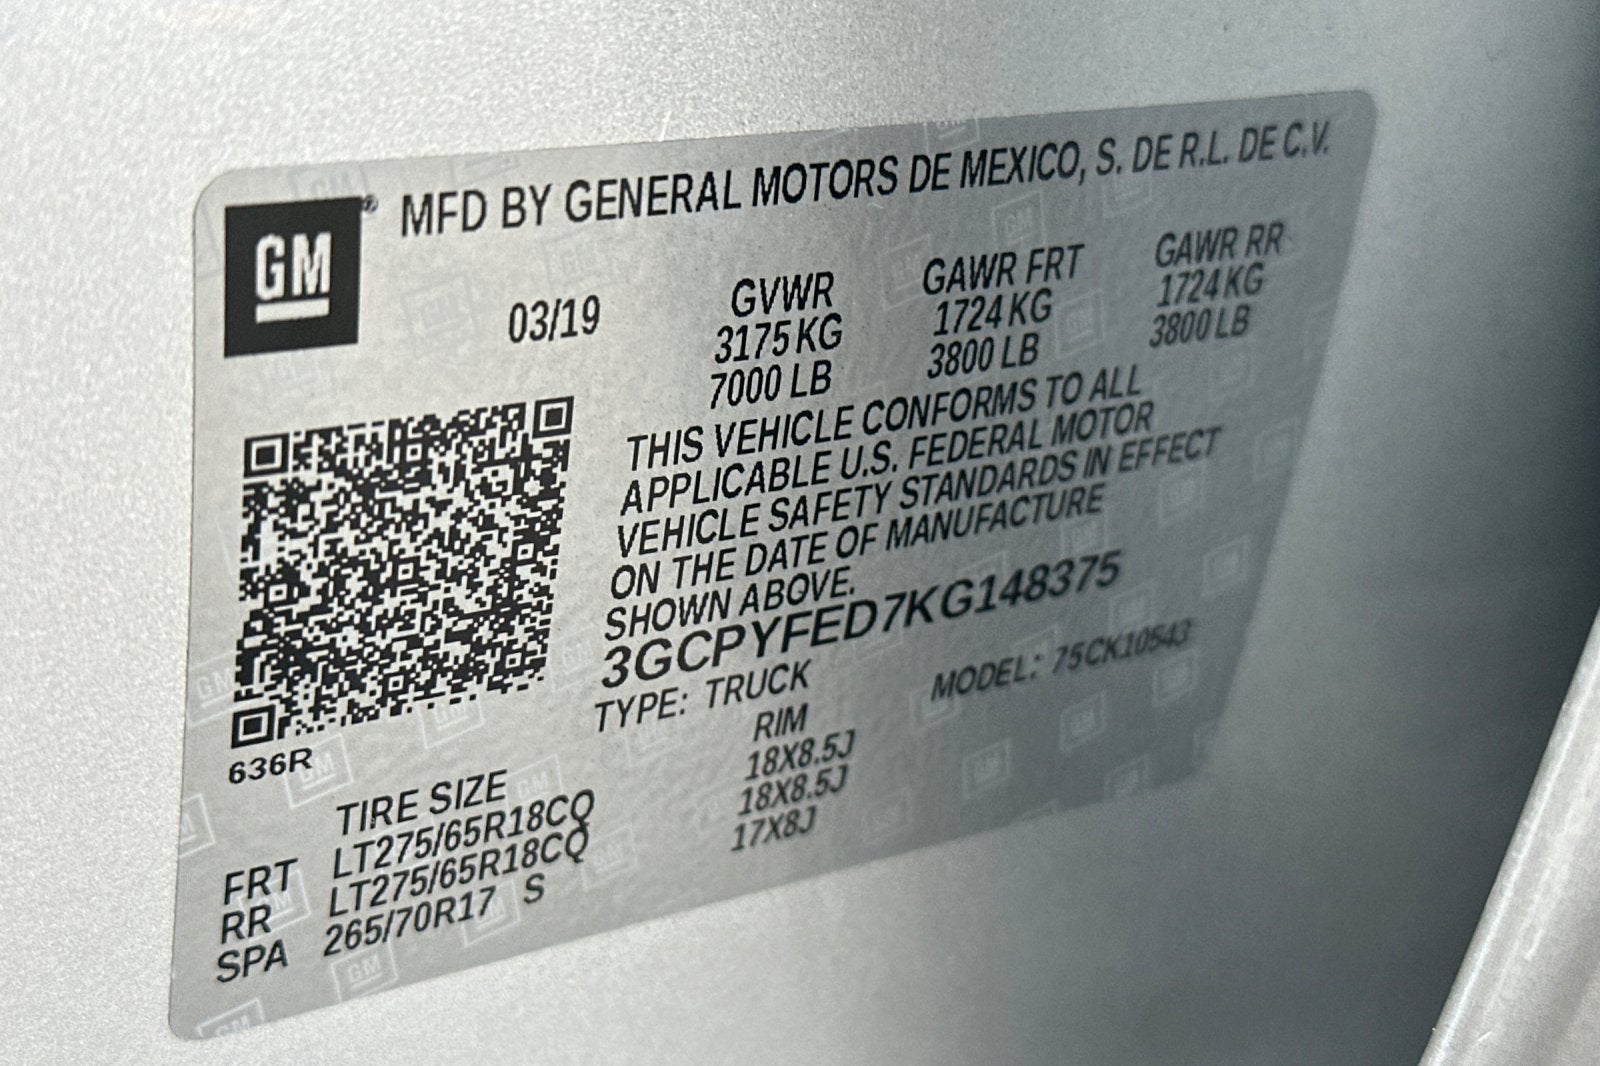 GM ® MFD BY GENERAL MOTORS DE MEXICO, S. DE R.L. DE C.V.
03/19 GVWR GAWR FRT GAWR RR
3175 KG 1724 KG 1724 KG
7000 LB 3800 LB 3800 LB
THIS VEHICLE CONFORMS TO ALL
APPLICABLE U.S. FEDERAL MOTOR
VEHICLE SAFETY STANDARDS IN EFFECT
ON THE DATE OF MANUFACTURE
SHOWN ABOVE.
3GCPYFED7KG148375
TYPE: TRUCK MODEL: 75CK10543
636R
TIRE SIZE RIM
FRT LT275/65R18CQ 18X8.5J
RR LT275/65R18CQ 18X8.5J
SPA 265/70R17 S 17X8J